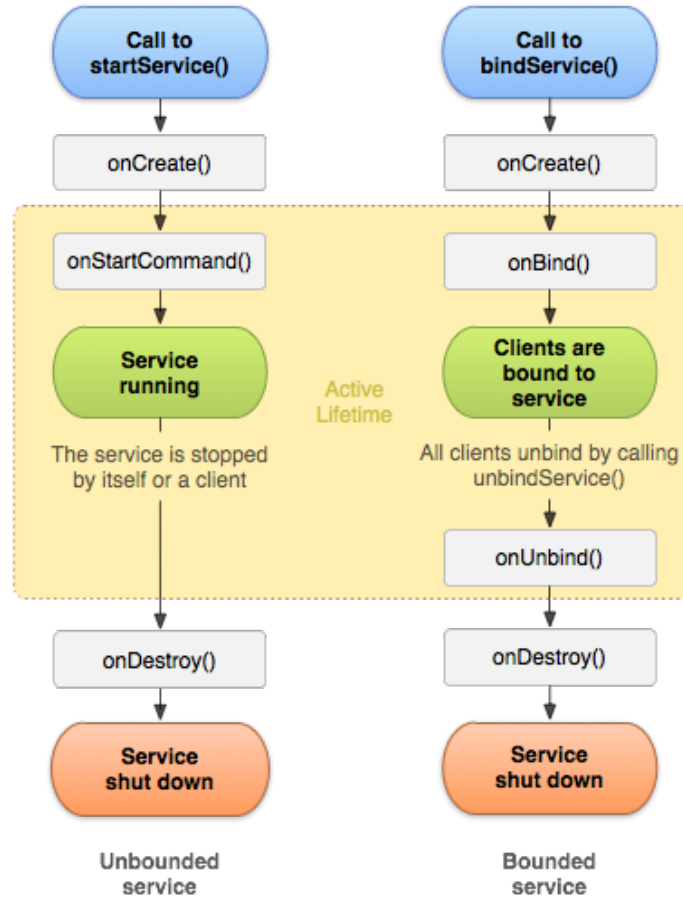 Call to
startService()
Call to
bindService()
onCreate()
onCreate()
onStartCommand()
onBind()
Service
running
Clients are
bound to
service
Active
Lifetime
The service is stopped
by itself or a client
All clients unbind by calling
unbindService()
onUnbind()
onDestroy()
onDestroy()
Service
shut down
Service
shut down
Unbounded
service
Bounded
service